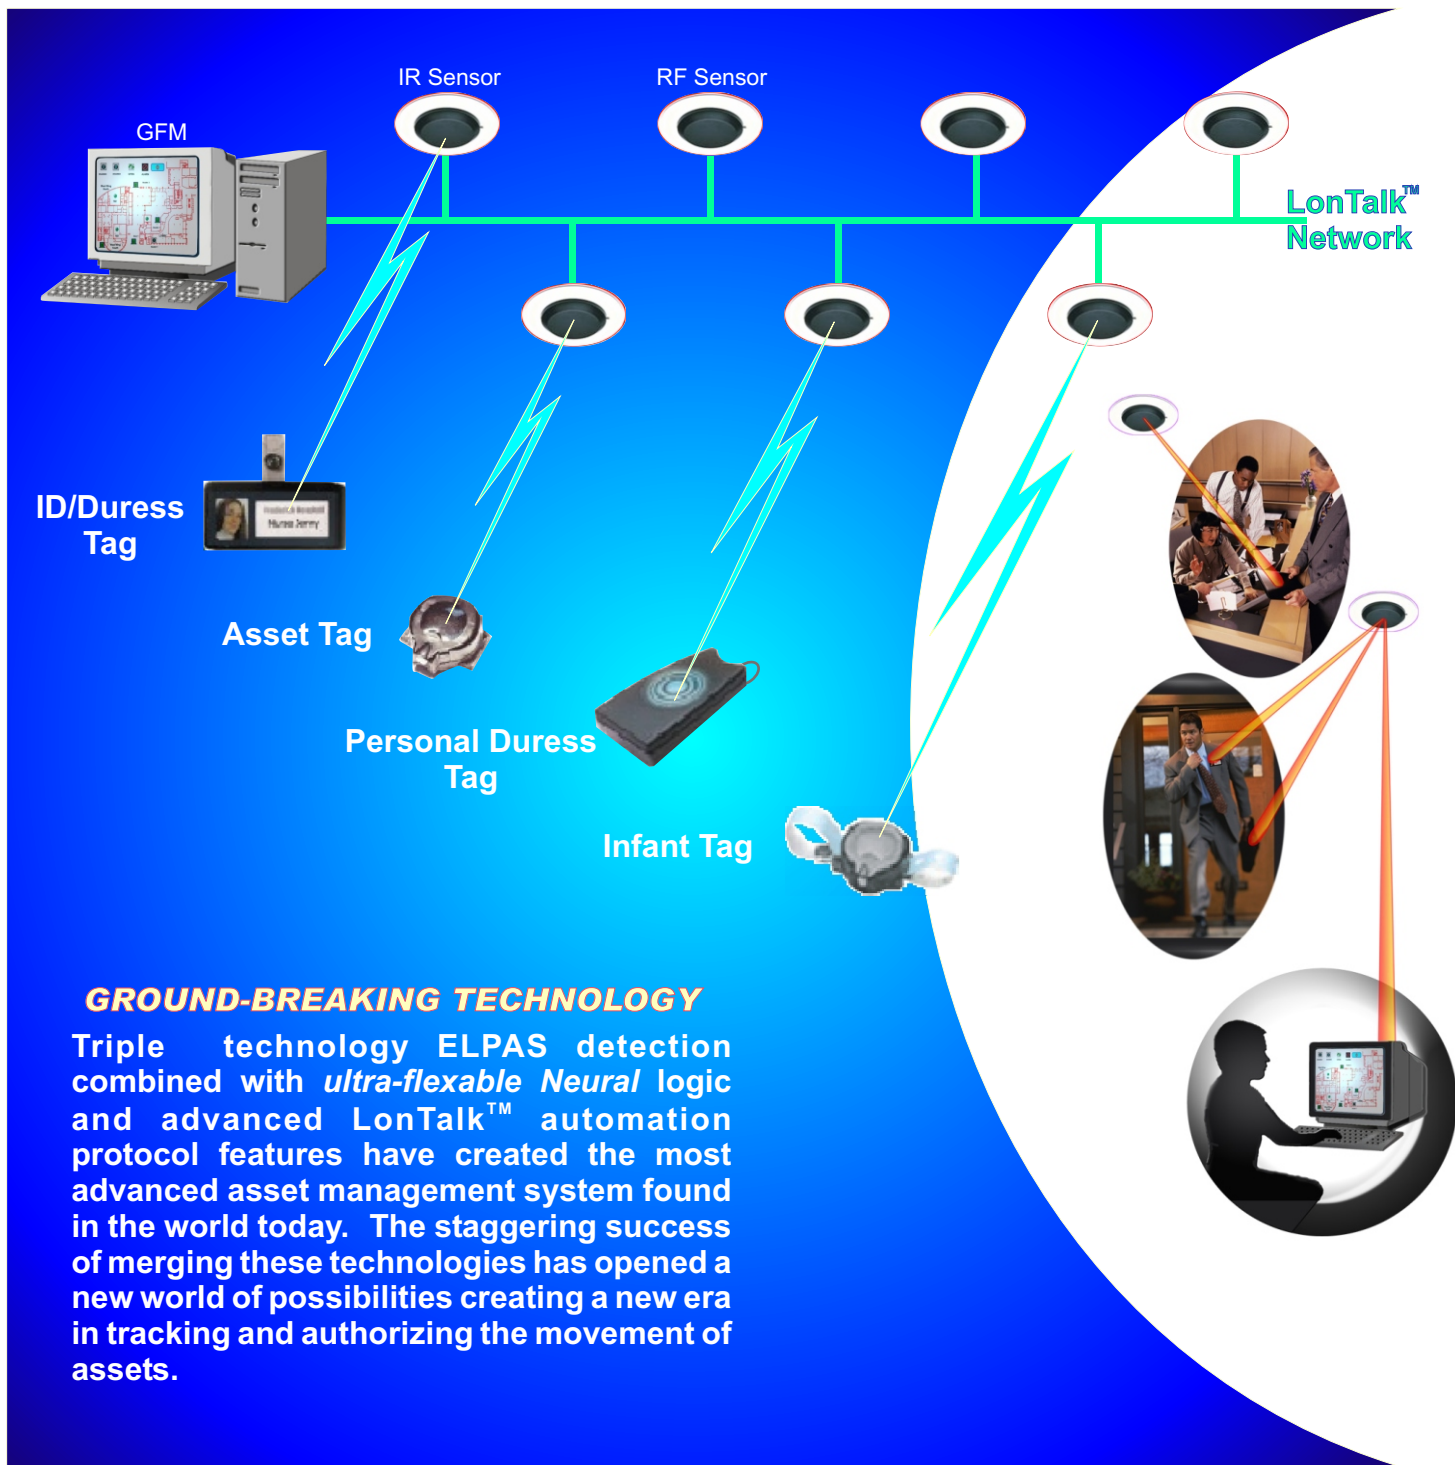 IR Sensor
RF Sensor
GFM
LonTalk™
Network
ID/Duress
Tag
Asset Tag
Personal Duress
Tag
Infant Tag
GROUND-BREAKING TECHNOLOGY
Triple technology ELPAS detection
combined with ultra-flexable Neural logic
and advanced LonTalk™ automation
protocol features have created the most
advanced asset management system found
in the world today. The staggering success
of merging these technologies has opened a
new world of possibilities creating a new era
in tracking and authorizing the movement of
assets.